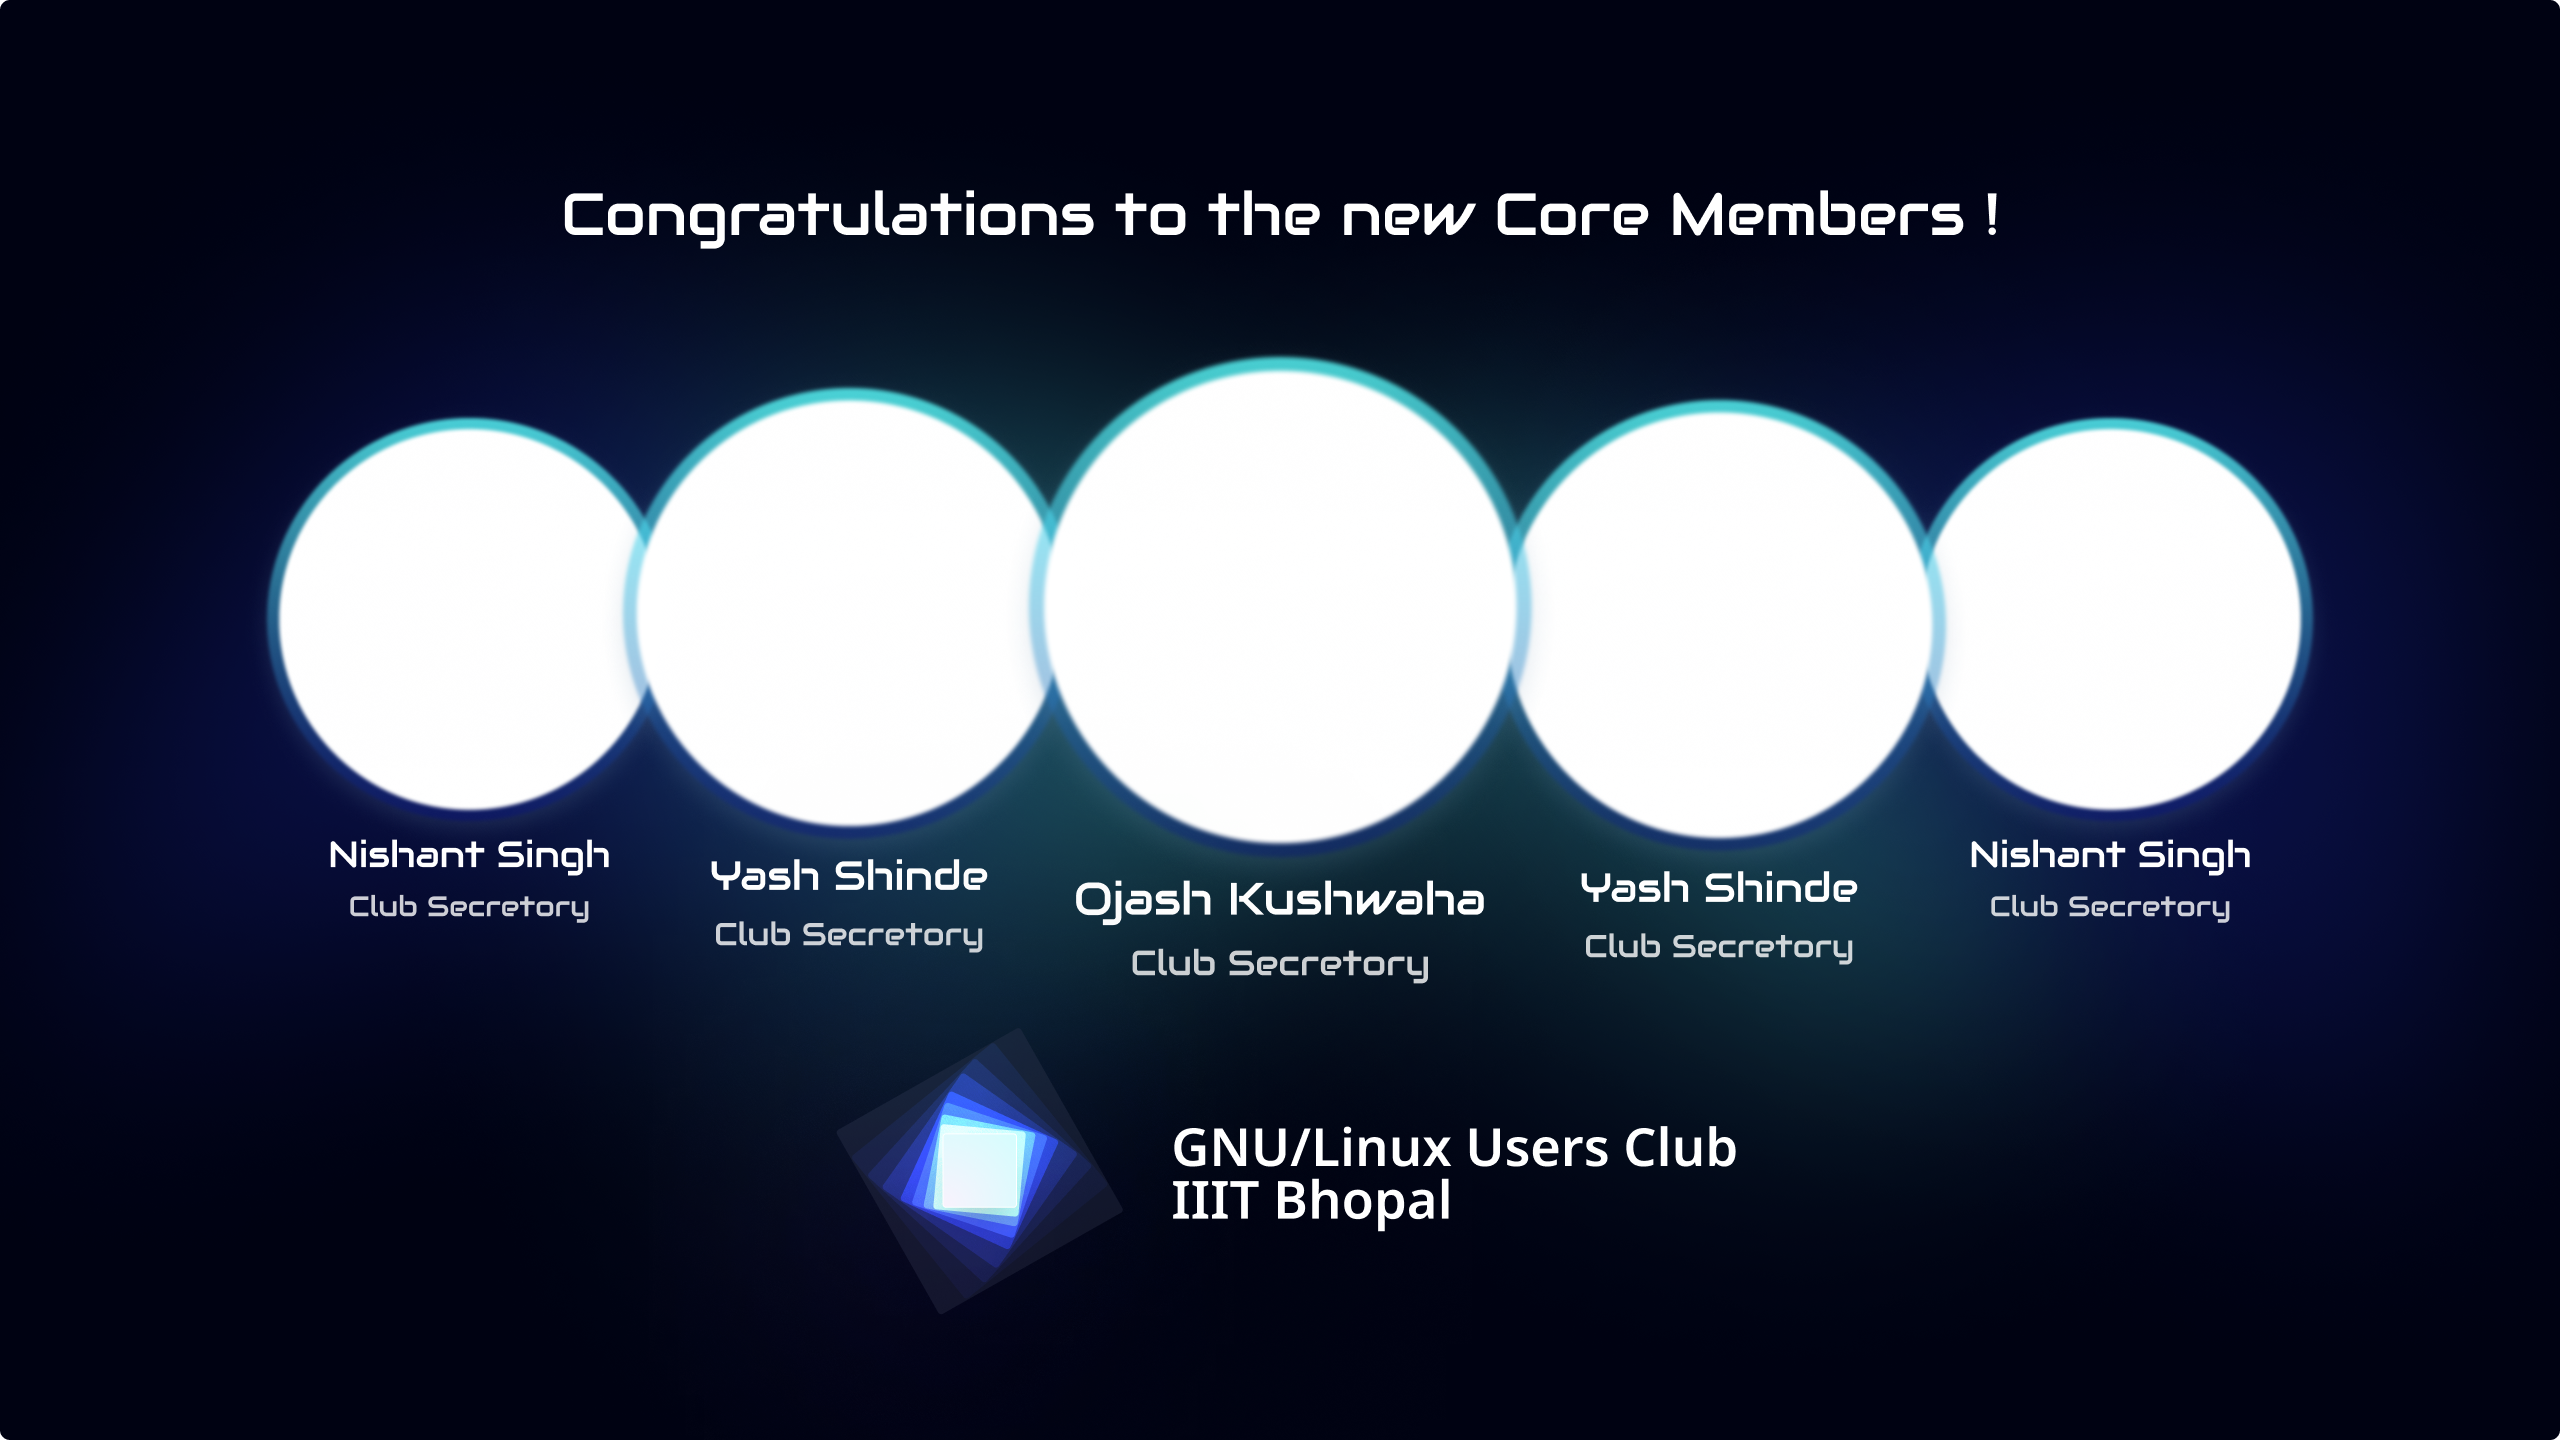 Congratulations to the new Core Members !
Nishant Singh
Club Secretory
Yash Shinde
Club Secretory
Ojash Kushwaha
Club Secretory
Yash Shinde
Club Secretory
Nishant Singh
Club Secretory
GNU/Linux Users Club
IIIT Bhopal